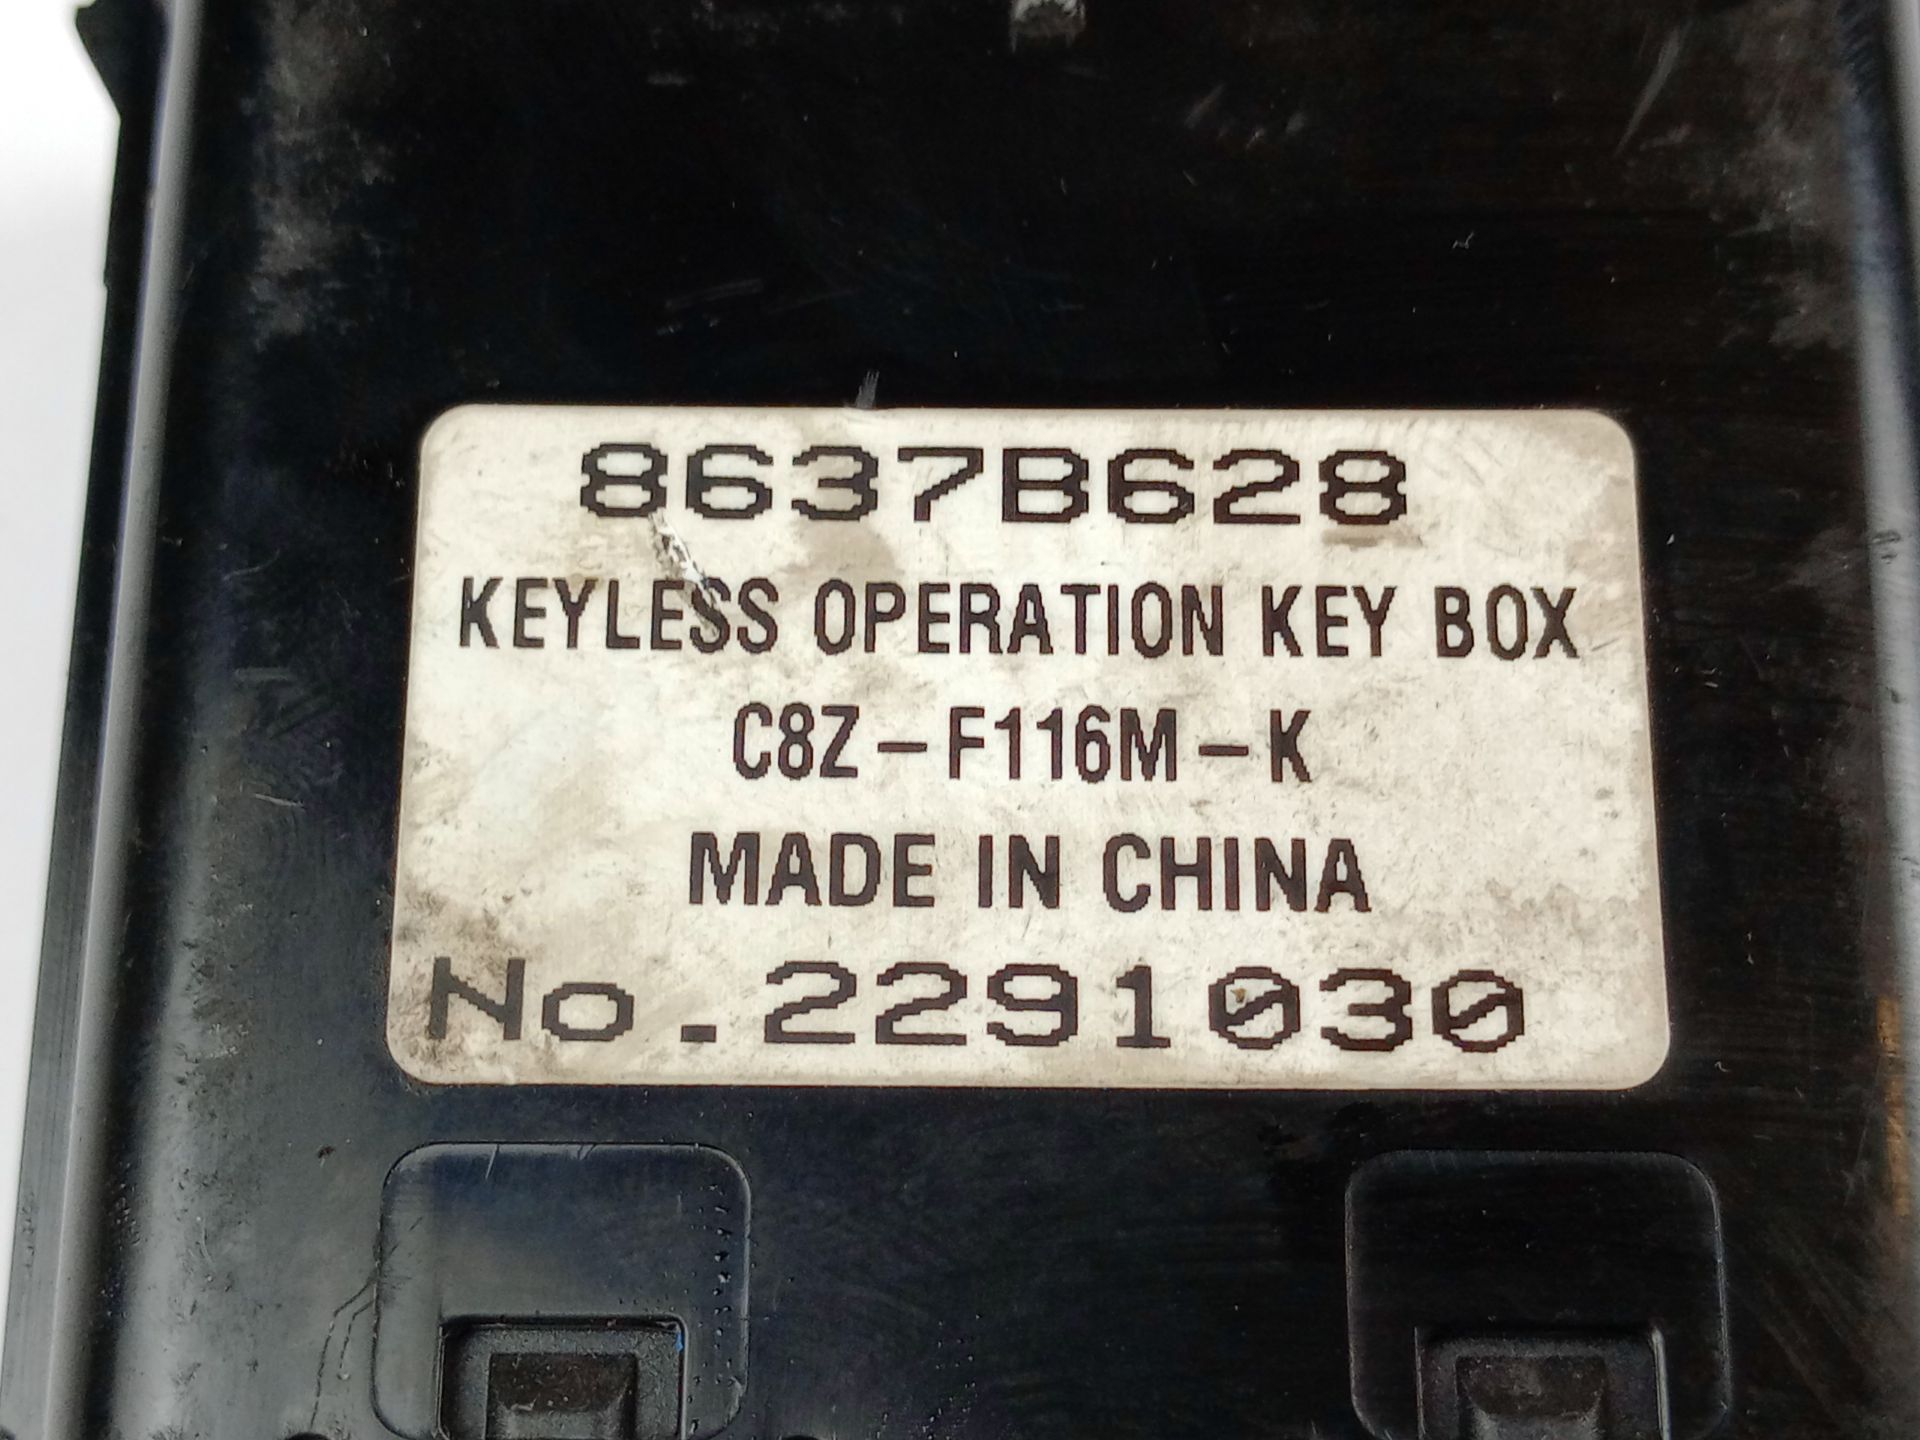 8637B628
KEYLESS OPERATION KEY BOX
C8Z-F116M-K
MADE IN CHINA
No.2291030